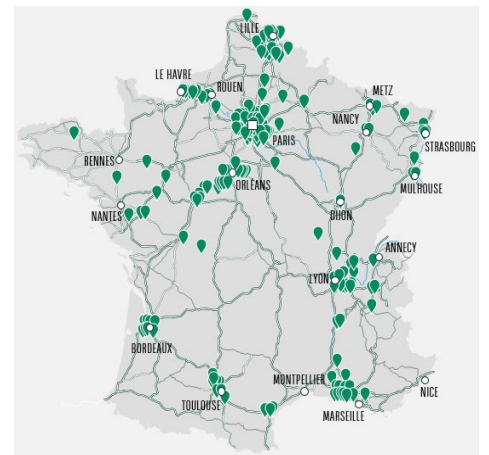 LILLE
LE HAVRE
ROUEN
METZ
NANCY
PARIS
STRASBOURG
RENNES
ORLÉANS
MULHOUSE
NANTES
DIJON
ANNECY
LYON
BORDEAUX
MONTPELLIER
NICE
TOULOUSE
MARSEILLE